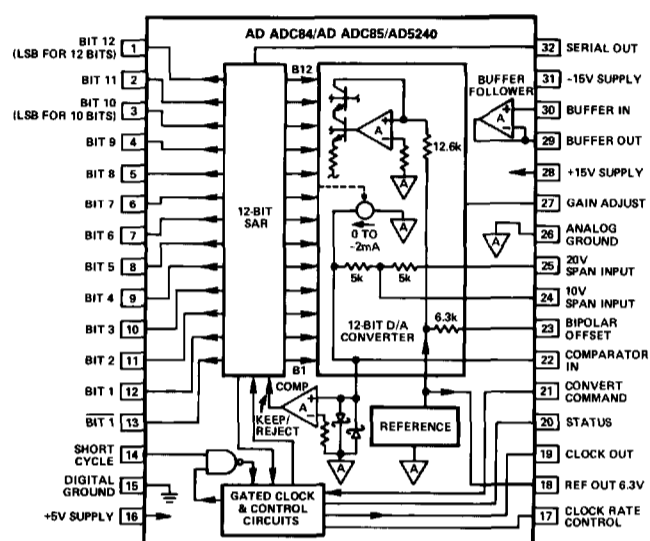 AD ADC84/AD ADC85/AD5240
BIT 12
(LSB FOR 12 BITS)
1
BIT 11
2
BIT 10
(LSB FOR 10 BITS)
3
BIT 9
4
BIT 8
5
BIT 7
6
BIT 6
7
BIT 5
8
BIT 4
9
BIT 3
10
BIT 2
11
BIT 1
12
BIT 1
13
SHORT
CYCLE
14
DIGITAL
GROUND
15
+5V SUPPLY
16
12-BIT
SAR
B12
B1
KEEP/
REJECT
COMP
A
A
GATED CLOCK
& CONTROL
CIRCUITS
A
A
12.6k
A
0 TO
-2mA
5k
5k
6.3k
12-BIT D/A
CONVERTER
REFERENCE
A
BUFFER
FOLLOWER
A
A
32
SERIAL OUT
31
-15V SUPPLY
30
BUFFER IN
29
BUFFER OUT
28
+15V SUPPLY
27
GAIN ADJUST
26
ANALOG
GROUND
25
20V
SPAN INPUT
24
10V
SPAN INPUT
23
BIPOLAR
OFFSET
22
COMPARATOR
IN
21
CONVERT
COMMAND
20
STATUS
19
CLOCK OUT
18
REF OUT 6.3V
17
CLOCK RATE
CONTROL